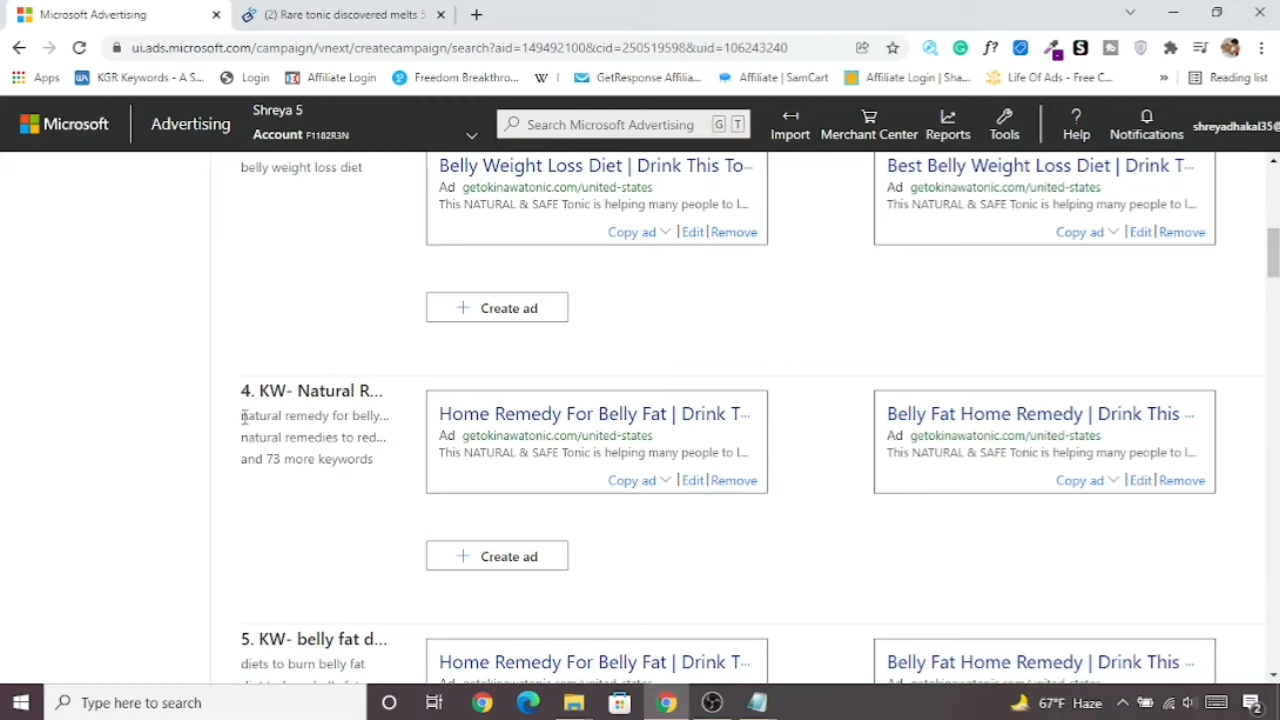 Microsoft Advertising
(2) Rare tonic discovered melts 5
ui.ads.microsoft.com/campaign/vnext/createcampaign/search?aid=149492100&cid=250519598&uid=106243240
Apps KGR Keywords - A S... Login Affiliate Login Freedom Breakthro... GetResponse Affilia... Affiliate | SamCart Affiliate Login | Sha... Life Of Ads - Free C... » Reading list
Microsoft Advertising
Shreya 5
Account F1182R3N
Search Microsoft Advertising G T
Import Merchant Center Reports Tools Help Notifications
shreyadhakal35@
belly weight loss diet
Belly Weight Loss Diet | Drink This To...
Ad getokinawatonic.com/united-states
This NATURAL & SAFE Tonic is helping many people to l...
Copy ad | Edit | Remove
Best Belly Weight Loss Diet | Drink T...
Ad getokinawatonic.com/united-states
This NATURAL & SAFE Tonic is helping many people to l...
Copy ad | Edit | Remove
+ Create ad
4. KW- Natural R...
natural remedy for belly...
natural remedies to red...
and 73 more keywords
Home Remedy For Belly Fat | Drink T...
Ad getokinawatonic.com/united-states
This NATURAL & SAFE Tonic is helping many people to l...
Copy ad | Edit | Remove
Belly Fat Home Remedy | Drink This ...
Ad getokinawatonic.com/united-states
This NATURAL & SAFE Tonic is helping many people to l...
Copy ad | Edit | Remove
+ Create ad
5. KW- belly fat d...
diets to burn belly fat
Home Remedy For Belly Fat | Drink T...
Belly Fat Home Remedy | Drink This ...
Type here to search
67°F Haze
2